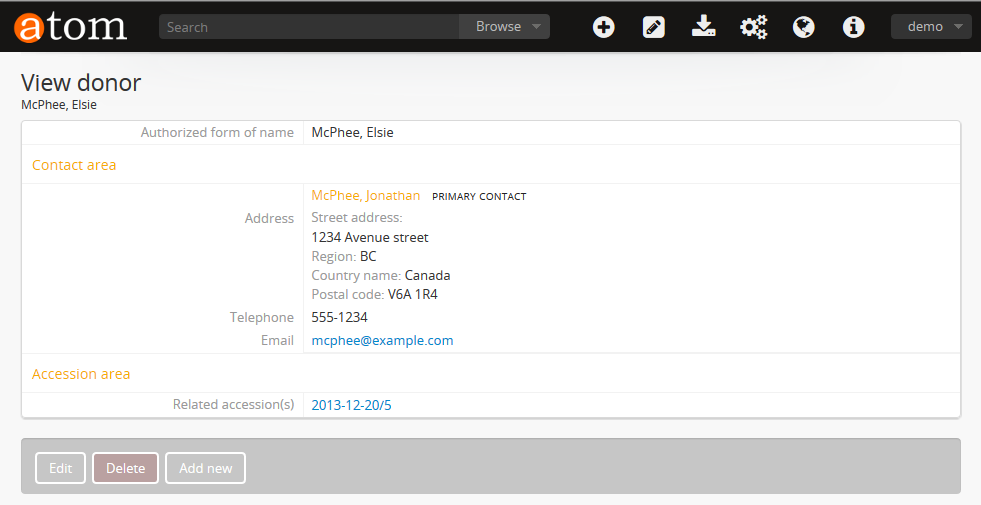 atom
Search
Browse
demo
View donor
McPhee, Elsie
Authorized form of name McPhee, Elsie
Contact area
McPhee, Jonathan PRIMARY CONTACT
Address Street address:
1234 Avenue street
Region: BC
Country name: Canada
Postal code: V6A 1R4
Telephone 555-1234
Email mcphee@example.com
Accession area
Related accession(s) 2013-12-20/5
Edit Delete Add new